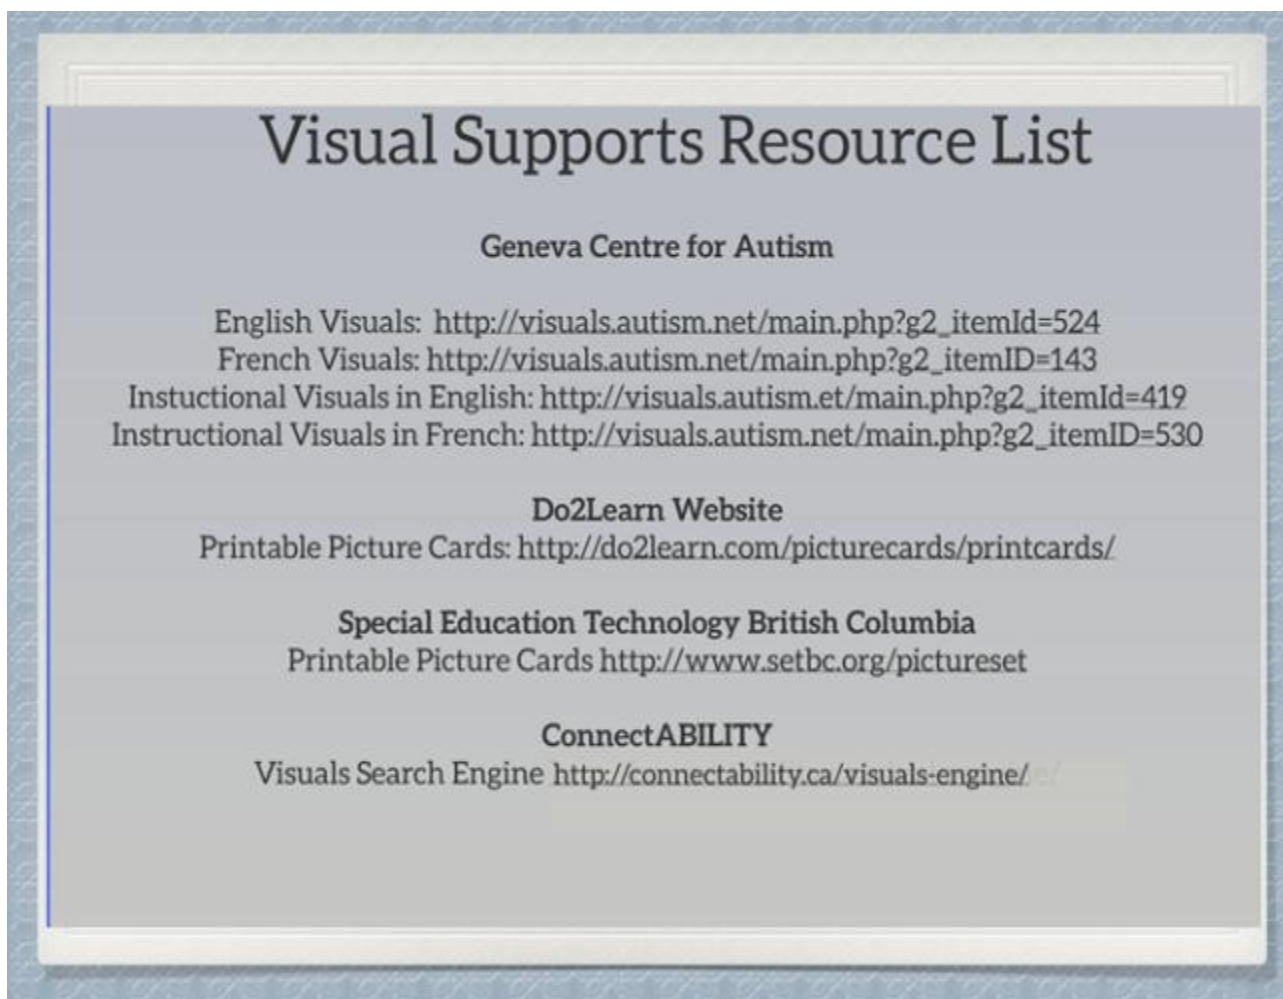 Visual Supports Resource List
Geneva Centre for Autism
English Visuals: http://visuals.autism.net/main.php?g2_itemId=524
French Visuals: http://visuals.autism.net/main.php?g2_itemID=143
Instuctional Visuals in English: http://visuals.autism.et/main.php?g2_itemId=419
Instructional Visuals in French: http://visuals.autism.net/main.php?g2_itemID=530
Do2Learn Website
Printable Picture Cards: http://do2learn.com/picturecards/printcards/
Special Education Technology British Columbia
Printable Picture Cards http://www.setbc.org/pictureset
ConnectABILITY
Visuals Search Engine http://connectability.ca/visuals-engine/